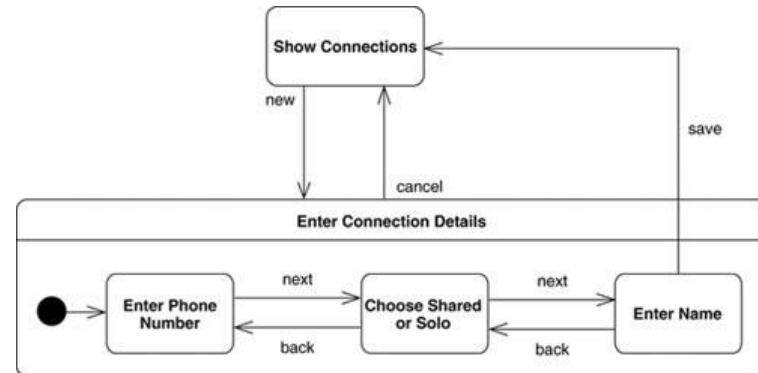 Show Connections
new
save
cancel
Enter Connection Details
next
next
Enter Phone
Number
Choose Shared
or Solo
Enter Name
back
back